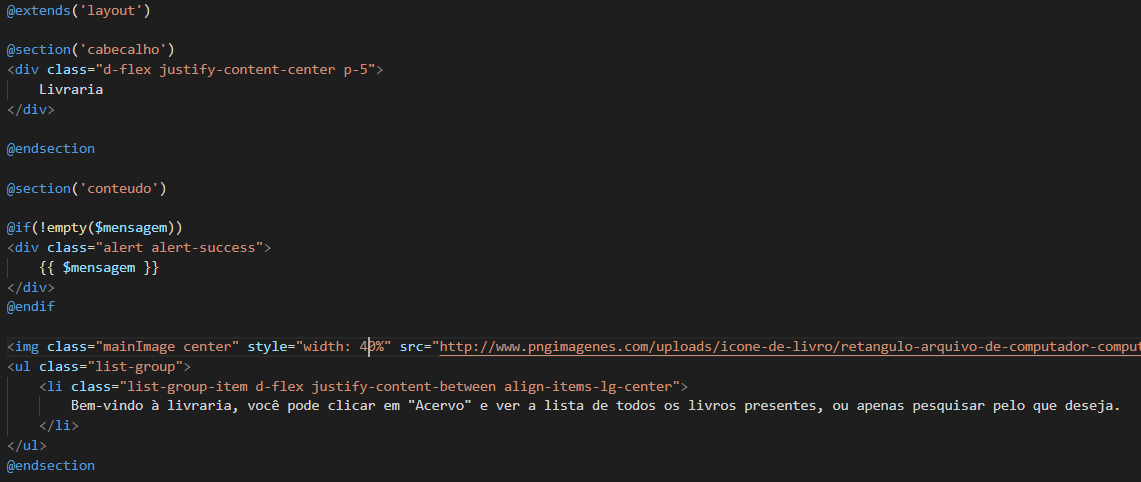 @extends('layout')
@section('cabecalho')
<div class="d-flex justify-content-center p-5">
Livraria
</div>
@endsection
@section('conteudo')
@if(!empty($mensagem))
<div class="alert alert-success">
{{ $mensagem }}
</div>
@endif
<img class="mainImage center" style="width: 40%" src="http://www.pngimagenes.com/uploads/icone-de-livro/retangulo-arquivo-de-computador-comput
<ul class="list-group">
<li class="list-group-item d-flex justify-content-between align-items-lg-center">
Bem-vindo à livraria, você pode clicar em "Acervo" e ver a lista de todos os livros presentes, ou apenas pesquisar pelo que deseja.
</li>
</ul>
@endsection